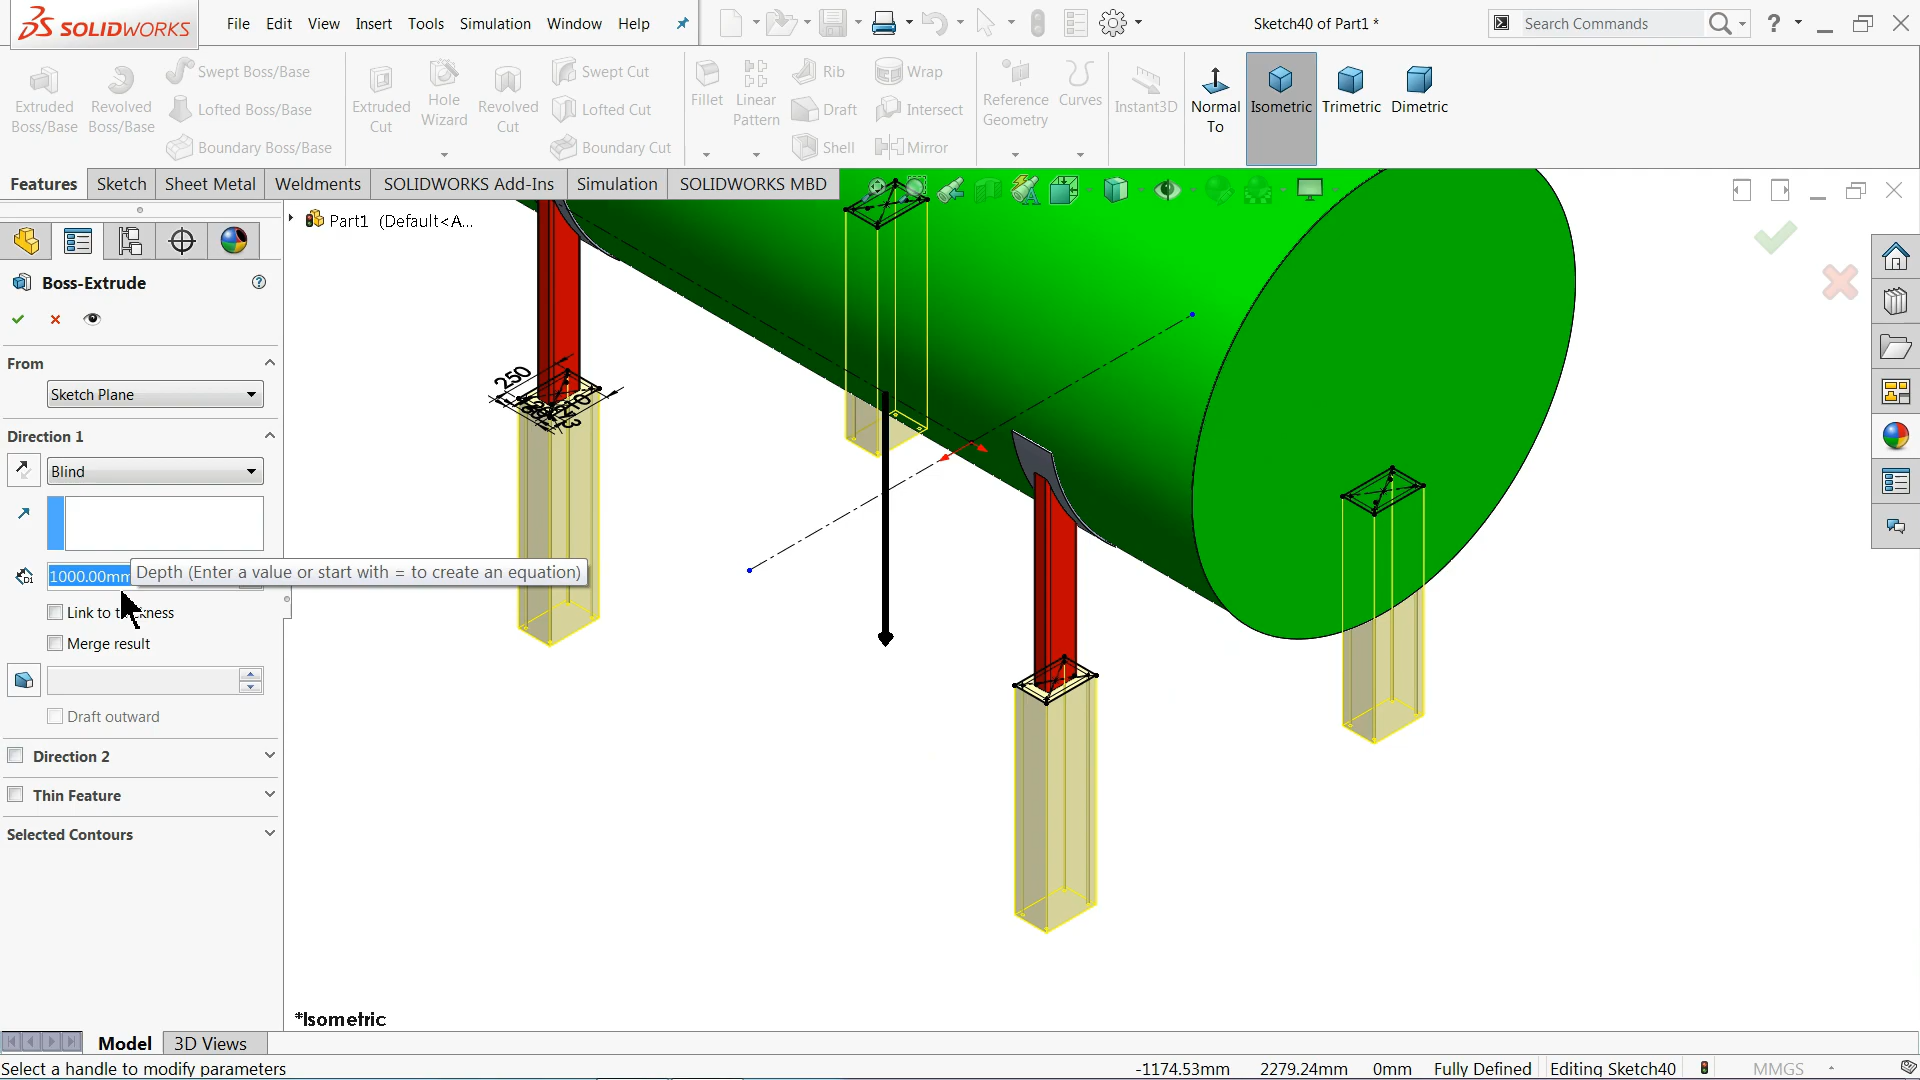 SOLIDWORKS
File Edit View Insert Tools Simulation Window Help
Sketch40 of Part1 *
Search Commands
Extruded Boss/Base
Revolved Boss/Base
Swept Boss/Base
Lofted Boss/Base
Boundary Boss/Base
Extruded Cut
Hole Wizard
Revolved Cut
Swept Cut
Lofted Cut
Boundary Cut
Fillet
Linear Pattern
Rib
Draft
Shell
Wrap
Intersect
Mirror
Reference Geometry
Curves
Instant3D
Normal To
Isometric
Trimetric
Dimetric
Features Sketch Sheet Metal Weldments SOLIDWORKS Add-Ins Simulation SOLIDWORKS MBD
Part1 (Default<A...
Boss-Extrude
From
Sketch Plane
Direction 1
Blind
1000.00mm
Depth (Enter a value or start with = to create an equation)
Link to
Merge result
Draft outward
Direction 2
Thin Feature
Selected Contours
250
*Isometric
Model 3D Views
Select a handle to modify parameters
-1174.53mm 2279.24mm 0mm Fully Defined Editing Sketch40 MMGS